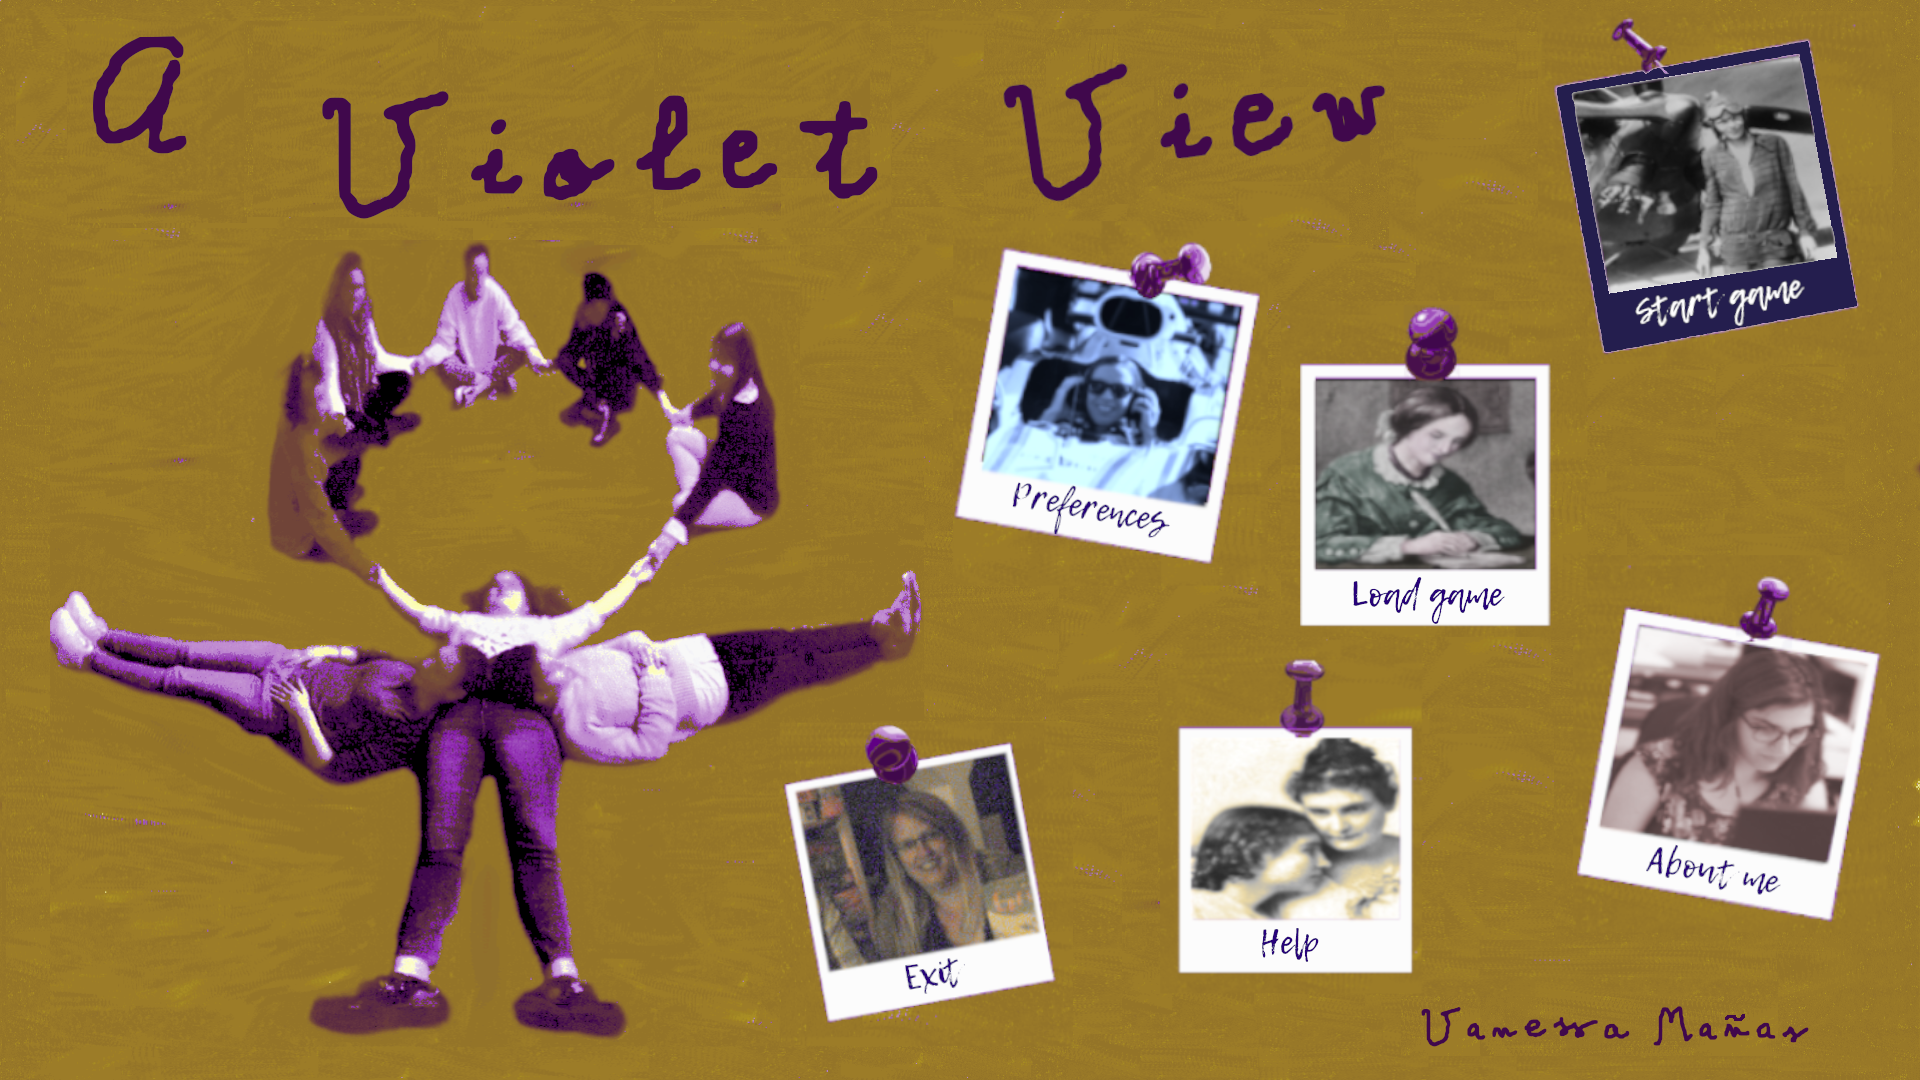 A Violet View
Start game
Preferences
Load game
About me
Help
Exit
Vanessa Mañas